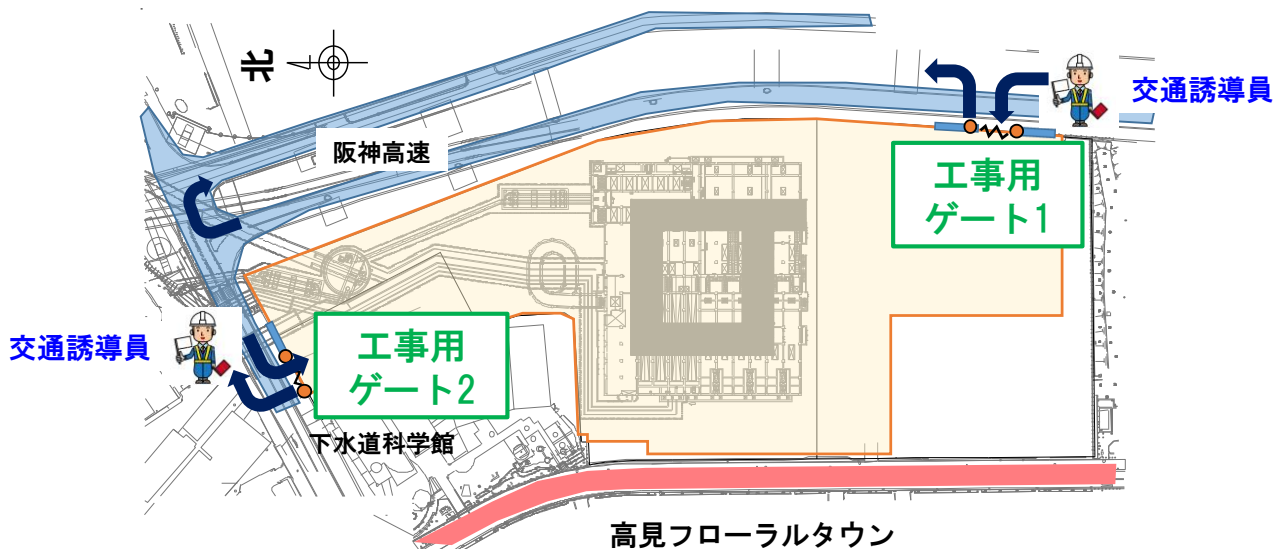 北
交通誘導員
阪神高速
工事用
ゲート1
交通誘導員
工事用
ゲート2
下水道科学館
高見フローラルタウン